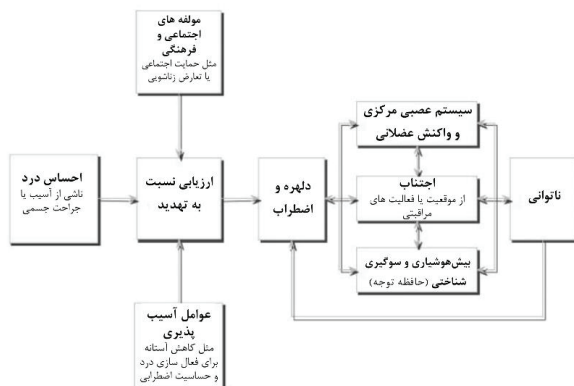 مولفه های
اجتماعی و
فرهنگی
مثل حمایت اجتماعی
یا تعارض زناشویی
سیستم عصبی مرکزی
و واکنش عضلانی
احساس درد
ناشی از آسیب یا
جراحت جسمی
ارزیابی نسبت
به تهدید
دلهره و
اضطراب
اجتناب
از موقعیت یا فعالیت های
مراقبتی
ناتوانی
بیش‌هوشیاری و سوگیری
شناختی (حافظه توجه)
عوامل آسیب
پذیری
مثل کاهش آستانه
برای فعال سازی درد
و حساسیت اضطرابی